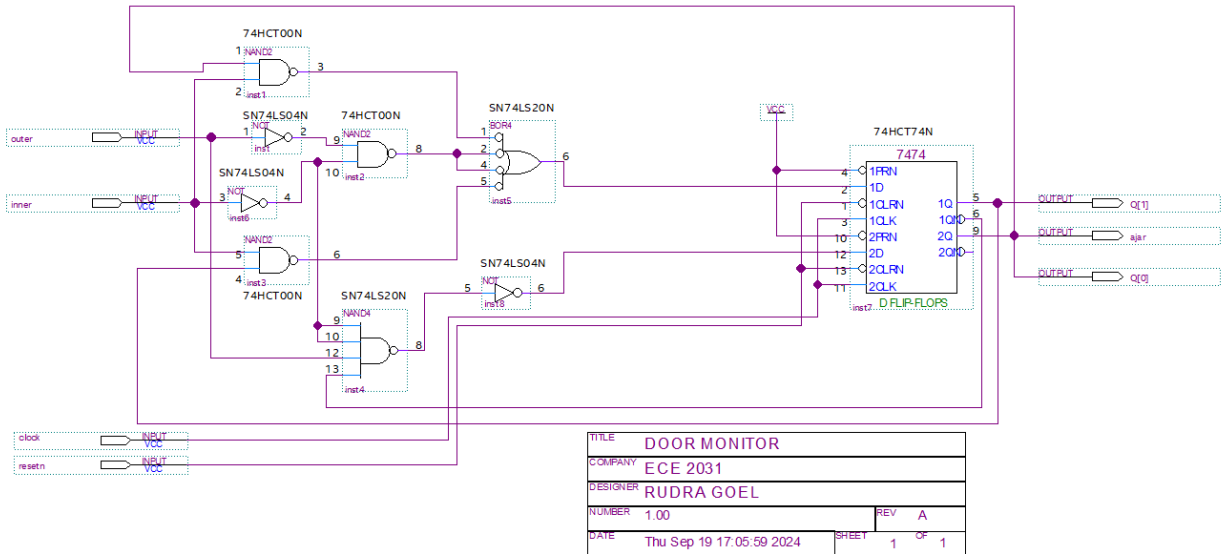 74HCT00N
1
NAND2
3
2
inst1
SN74LS04N
74HCT00N
SN74LS20N
outer
INPUT
VCC
1
NOT
2
inst
9
NAND2
8
10
inst2
1
BOR4
2
4
5
6
inst5
VCC
74HCT74N
7474
SN74LS04N
inner
INPUT
VCC
3
NOT
4
inst6
4
1PRN
2
1D
1
1CLRN
3
1CLK
10
2PRN
12
2D
13
2CLRN
11
2CLK
1Q
5
1QN
6
2Q
9
2QN
inst7
D FLIP-FLOPS
OUTPUT
Q[1]
OUTPUT
ajar
OUTPUT
Q[0]
NAND2
5
6
4
inst3
74HCT00N
SN74LS20N
SN74LS04N
5
NOT
6
inst8
NAND4
9
10
12
13
8
inst4
clock
INPUT
VCC
resetn
INPUT
VCC
TITLE DOOR MONITOR
COMPANY ECE 2031
DESIGNER RUDRA GOEL
NUMBER 1.00 REV A
DATE Thu Sep 19 17:05:59 2024 SHEET 1 OF 1